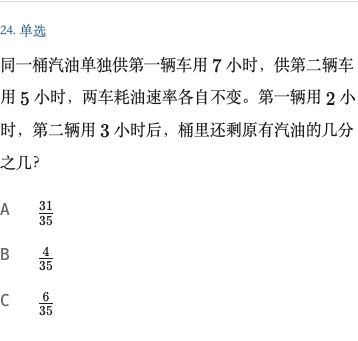 24. 单选
同一桶汽油单独供第一辆车用 7 小时，供第二辆车
用 5 小时，两车耗油速率各自不变。第一辆用 2 小
时，第二辆用 3 小时后，桶里还剩原有汽油的几分
之几？
A 31/35
B 4/35
C 6/35